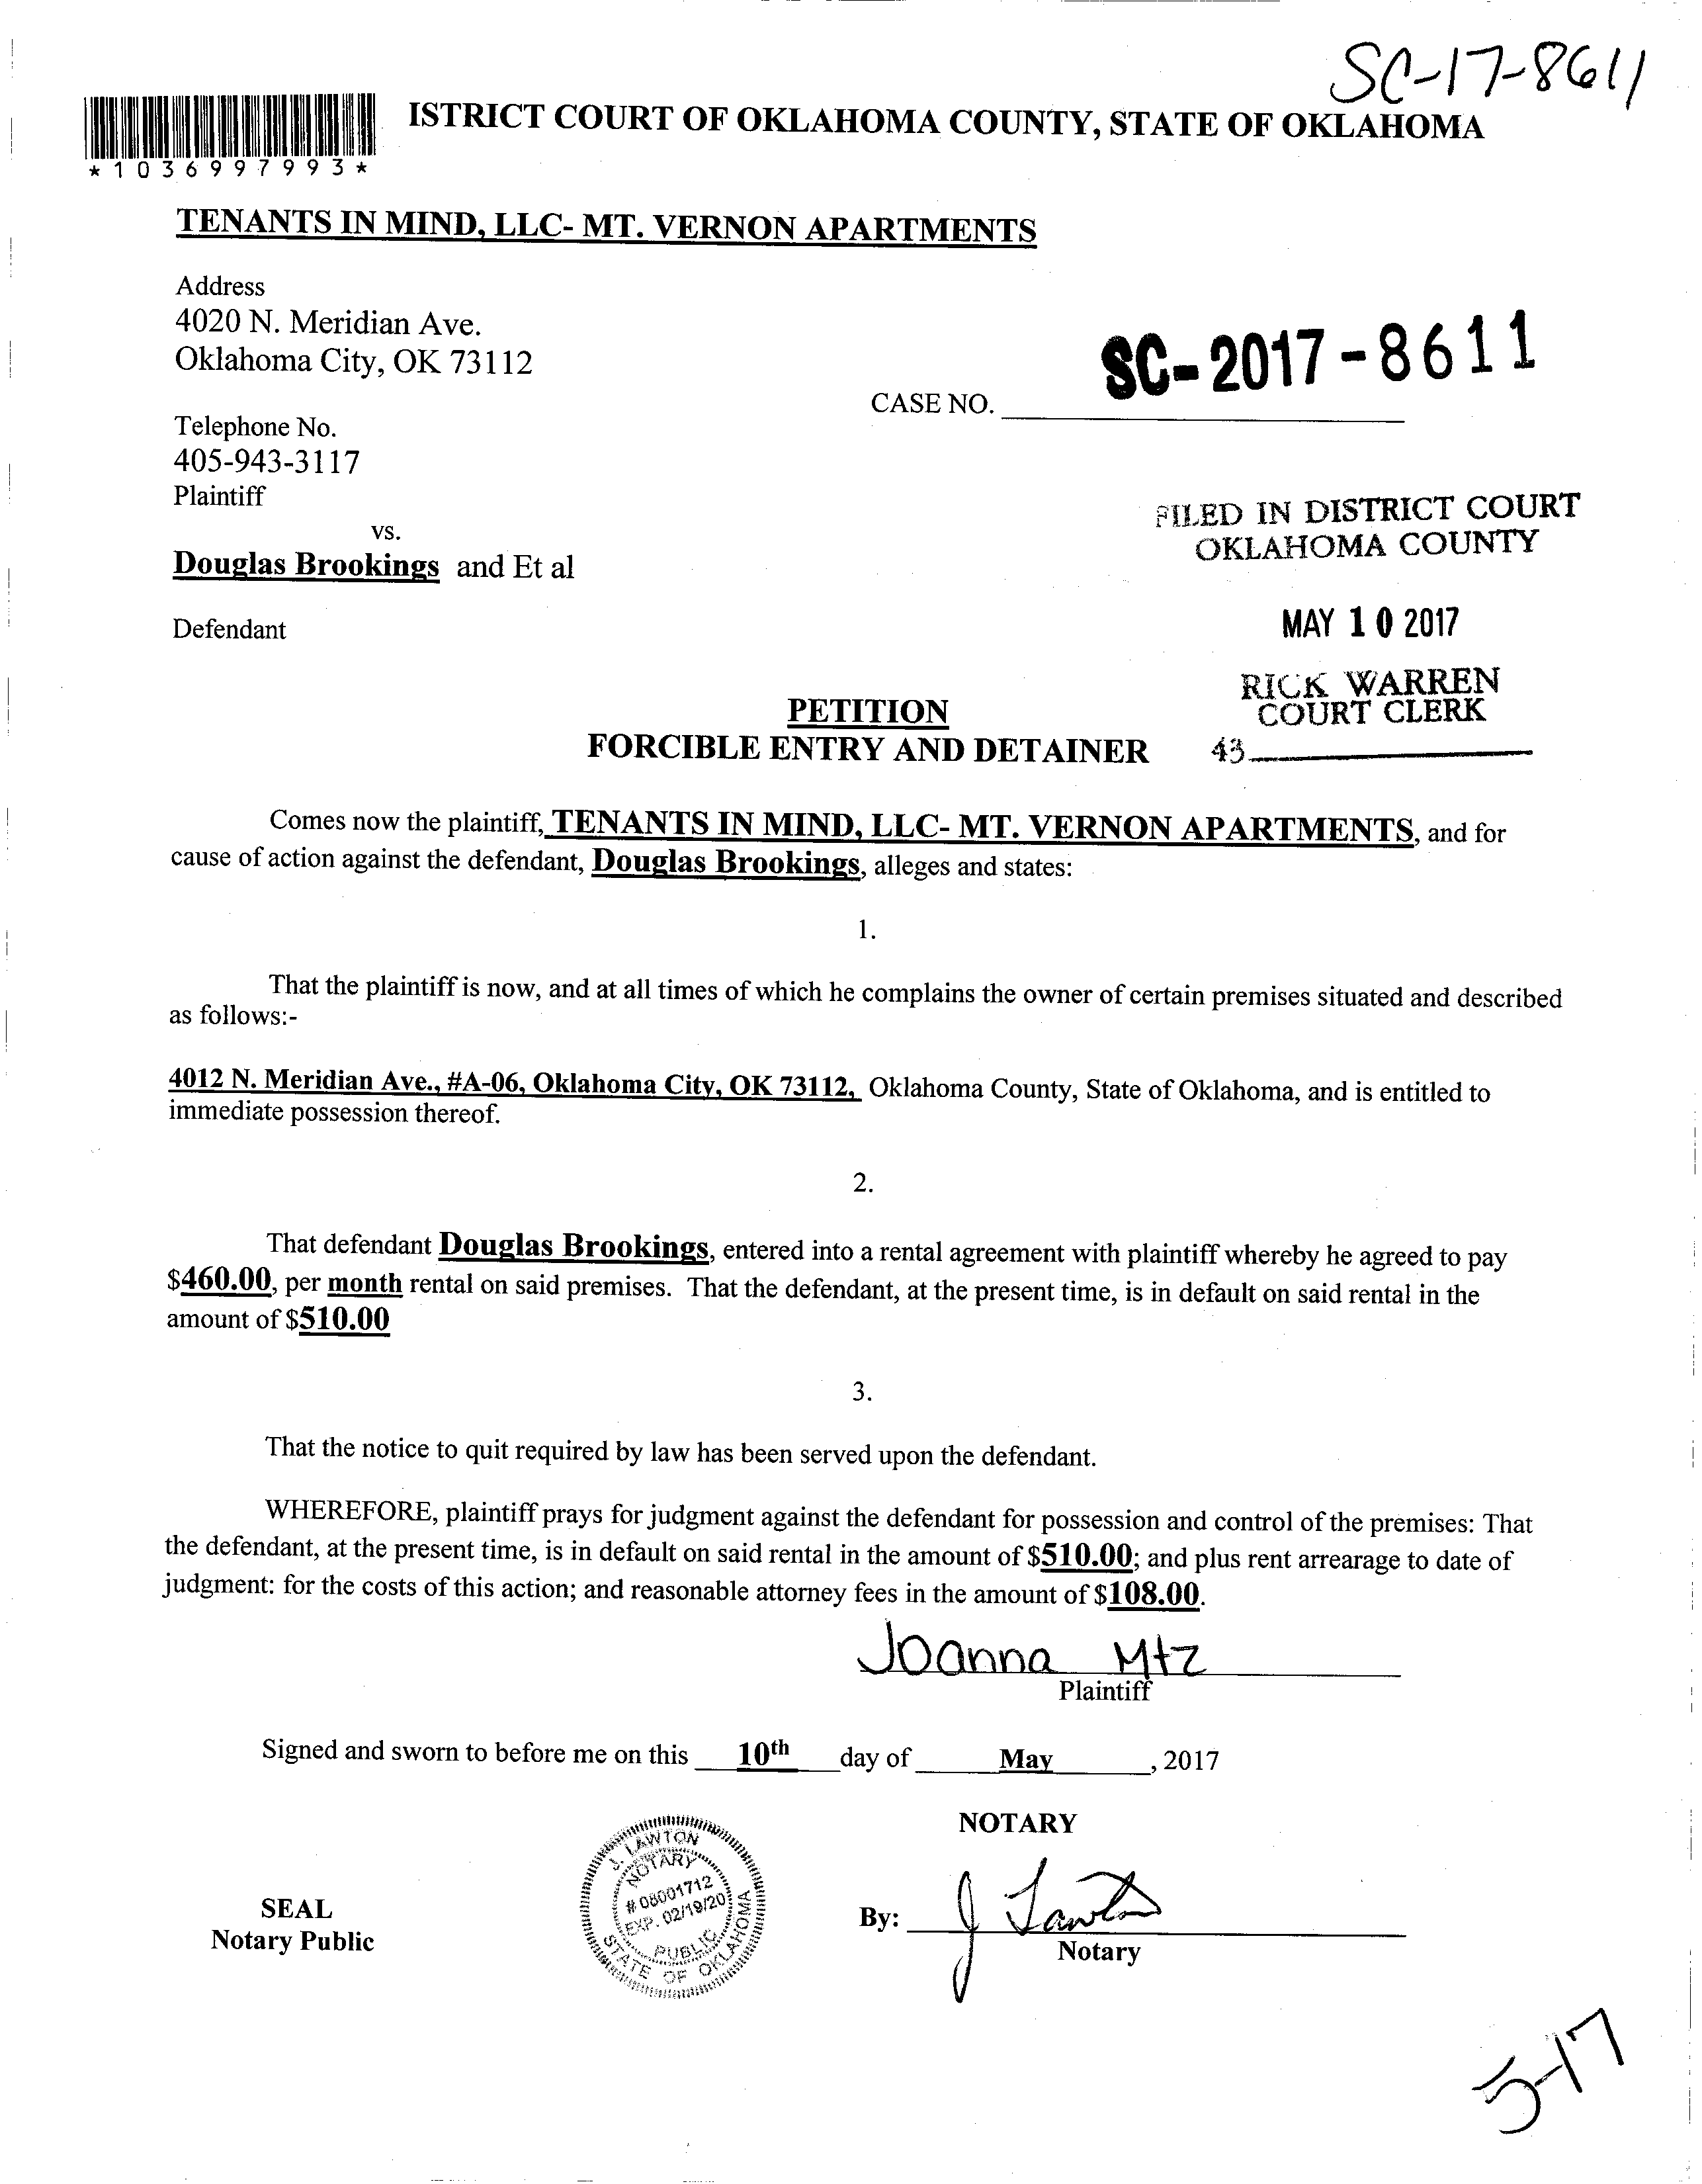 SC-17-8611
ISTRICT COURT OF OKLAHOMA COUNTY, STATE OF OKLAHOMA
*1036997993*
TENANTS IN MIND, LLC- MT. VERNON APARTMENTS
Address
4020 N. Meridian Ave.
Oklahoma City, OK 73112
SC-2017-8611
CASE NO.
Telephone No.
405-943-3117
Plaintiff
vs.
Douglas Brookings and Et al
Defendant
FILED IN DISTRICT COURT
OKLAHOMA COUNTY
MAY 10 2017
RICK WARREN
COURT CLERK
43
PETITION
FORCIBLE ENTRY AND DETAINER
Comes now the plaintiff, TENANTS IN MIND, LLC- MT. VERNON APARTMENTS, and for
cause of action against the defendant, Douglas Brookings, alleges and states:
1.
That the plaintiff is now, and at all times of which he complains the owner of certain premises situated and described
as follows:-
4012 N. Meridian Ave., #A-06, Oklahoma City, OK 73112, Oklahoma County, State of Oklahoma, and is entitled to
immediate possession thereof.
2.
That defendant Douglas Brookings, entered into a rental agreement with plaintiff whereby he agreed to pay
$460.00, per month rental on said premises. That the defendant, at the present time, is in default on said rental in the
amount of $510.00
3.
That the notice to quit required by law has been served upon the defendant.
WHEREFORE, plaintiff prays for judgment against the defendant for possession and control of the premises: That
the defendant, at the present time, is in default on said rental in the amount of $510.00; and plus rent arrearage to date of
judgment: for the costs of this action; and reasonable attorney fees in the amount of $108.00.
Joanna Mtz
Plaintiff
Signed and sworn to before me on this 10th day of May, 2017
NOTARY
J. LAWTON
NOTARY
# 08001712
EXP. 02/19/20
PUBLIC
STATE OF OKLAHOMA
SEAL
Notary Public
By: J Lawton
Notary
5-17